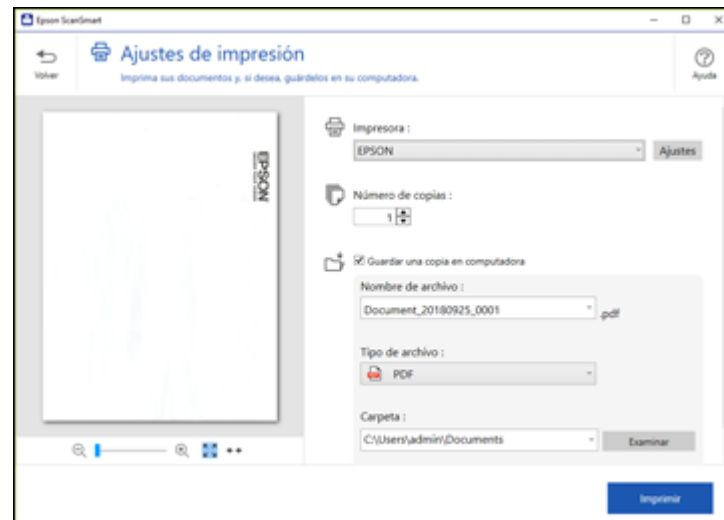 Epson ScanSmart
Volver
Ajustes de impresión
Imprima sus documentos y, si desea, guárdelos en su computadora.
Ayuda
EPSON
Impresora :
EPSON
Ajustes
Número de copias :
1
Guardar una copia en computadora
Nombre de archivo :
Document_20180925_0001
.pdf
Tipo de archivo :
PDF
Carpeta :
C:\Users\admin\Documents
Examinar
Imprimir